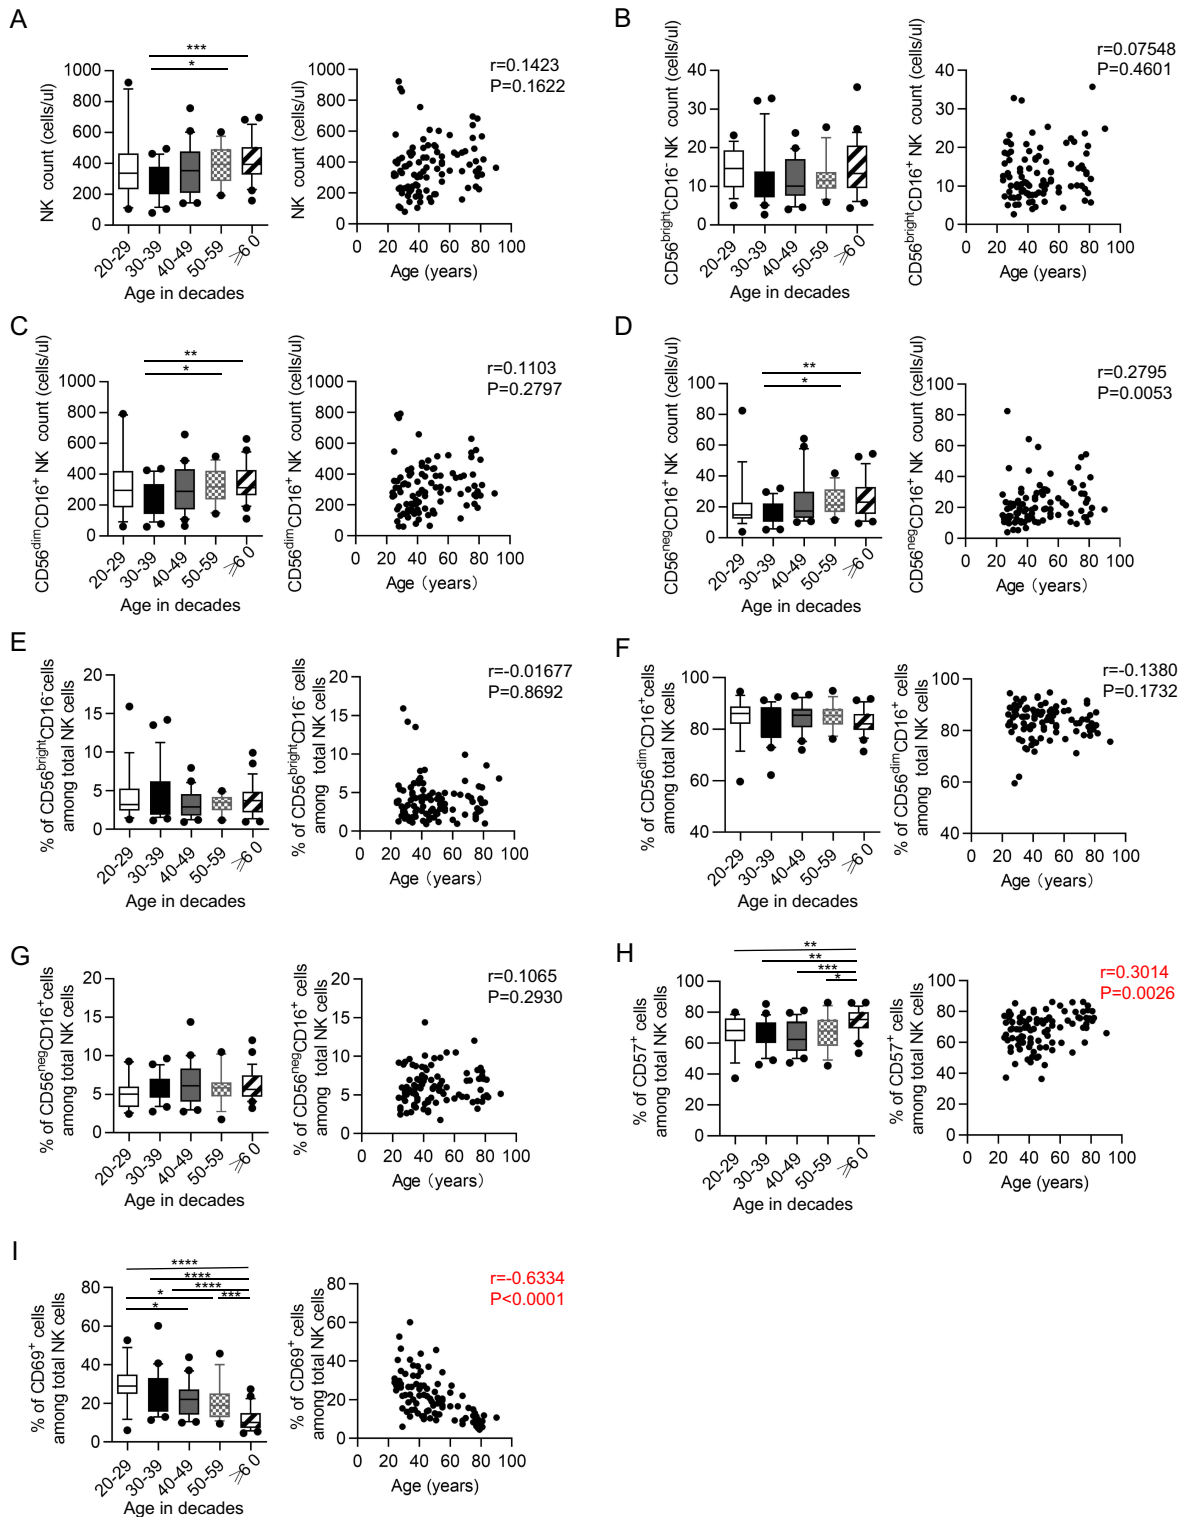 A
NK count (cells/ul)
1000
800
600
400
200
0
***
*
20-29
30-39
40-49
50-59
⩾6 0
Age in decades
NK count (cells/ul)
1000
800
600
400
200
0
0 20 40 60 80 100
Age (years)
r=0.1423
P=0.1622
B
CD56brightCD16- NK count (cells/ul)
40
30
20
10
0
20-29
30-39
40-49
50-59
⩾6 0
Age in decades
CD56brightCD16+ NK count (cells/ul)
40
30
20
10
0
0 20 40 60 80 100
Age (years)
r=0.07548
P=0.4601
C
CD56dimCD16+ NK count (cells/ul)
1000
800
600
400
200
0
**
*
20-29
30-39
40-49
50-59
⩾6 0
Age in decades
CD56dimCD16+ NK count (cells/ul)
1000
800
600
400
200
0
0 20 40 60 80 100
Age (years)
r=0.1103
P=0.2797
D
CD56negCD16+ NK count (cells/ul)
100
80
60
40
20
0
**
*
20-29
30-39
40-49
50-59
⩾6 0
Age in decades
CD56negCD16+ NK count (cells/ul)
100
80
60
40
20
0
0 20 40 60 80 100
Age (years)
r=0.2795
P=0.0053
E
% of CD56brightCD16- cells
among total NK cells
20
15
10
5
0
20-29
30-39
40-49
50-59
⩾6 0
Age in decades
% of CD56brightCD16- cells
among total NK cells
20
15
10
5
0
0 20 40 60 80 100
Age (years)
r=-0.01677
P=0.8692
F
% of CD56dimCD16+ cells
among total NK cells
100
80
60
40
20-29
30-39
40-49
50-59
⩾6 0
Age in decades
% of CD56dimCD16+ cells
among total NK cells
100
80
60
40
0 20 40 60 80 100
Age (years)
r=-0.1380
P=0.1732
G
% of CD56negCD16+ cells
among total NK cells
20
15
10
5
0
20-29
30-39
40-49
50-59
⩾6 0
Age in decades
% of CD56negCD16+ cells
among total NK cells
20
15
10
5
0
0 20 40 60 80 100
Age (years)
r=0.1065
P=0.2930
H
% of CD57+ cells
among total NK cells
100
80
60
40
20
0
**
**
***
*
20-29
30-39
40-49
50-59
⩾6 0
Age in decades
% of CD57+ cells
among total NK cells
100
80
60
40
20
0
0 20 40 60 80 100
Age (years)
r=0.3014
P=0.0026
I
% of CD69+ cells
among total NK cells
80
60
40
20
0
****
****
****
* ***
*
20-29
30-39
40-49
50-59
⩾6 0
Age in decades
% of CD69+ cells
among total NK cells
80
60
40
20
0
0 20 40 60 80 100
Age (years)
r=-0.6334
P<0.0001